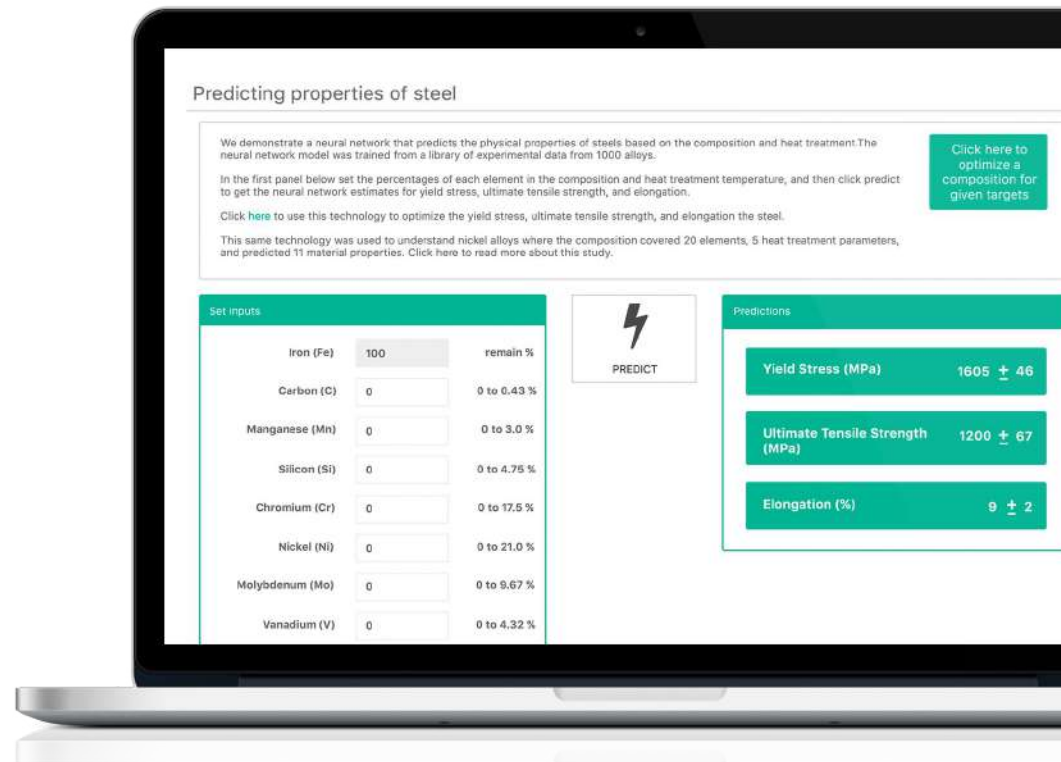 Predicting properties of steel
We demonstrate a neural network that predicts the physical properties of steels based on the composition and heat treatment.The
neural network model was trained from a library of experimental data from 1000 alloys.
In the first panel below set the percentages of each element in the composition and heat treatment temperature, and then click predict
to get the neural network estimates for yield stress, ultimate tensile strength, and elongation.
Click here to use this technology to optimize the yield stress, ultimate tensile strength, and elongation the steel.
This same technology was used to understand nickel alloys where the composition covered 20 elements, 5 heat treatment parameters,
and predicted 11 material properties. Click here to read more about this study.
Click here to
optimize a
composition for
given targets
Set inputs
Iron (Fe) 100 remain %
Carbon (C) 0 0 to 0.43 %
Manganese (Mn) 0 0 to 3.0 %
Silicon (Si) 0 0 to 4.75 %
Chromium (Cr) 0 0 to 17.5 %
Nickel (Ni) 0 0 to 21.0 %
Molybdenum (Mo) 0 0 to 9.67 %
Vanadium (V) 0 0 to 4.32 %
PREDICT
Predictions
Yield Stress (MPa) 1605 ± 46
Ultimate Tensile Strength 1200 ± 67
(MPa)
Elongation (%) 9 ± 2